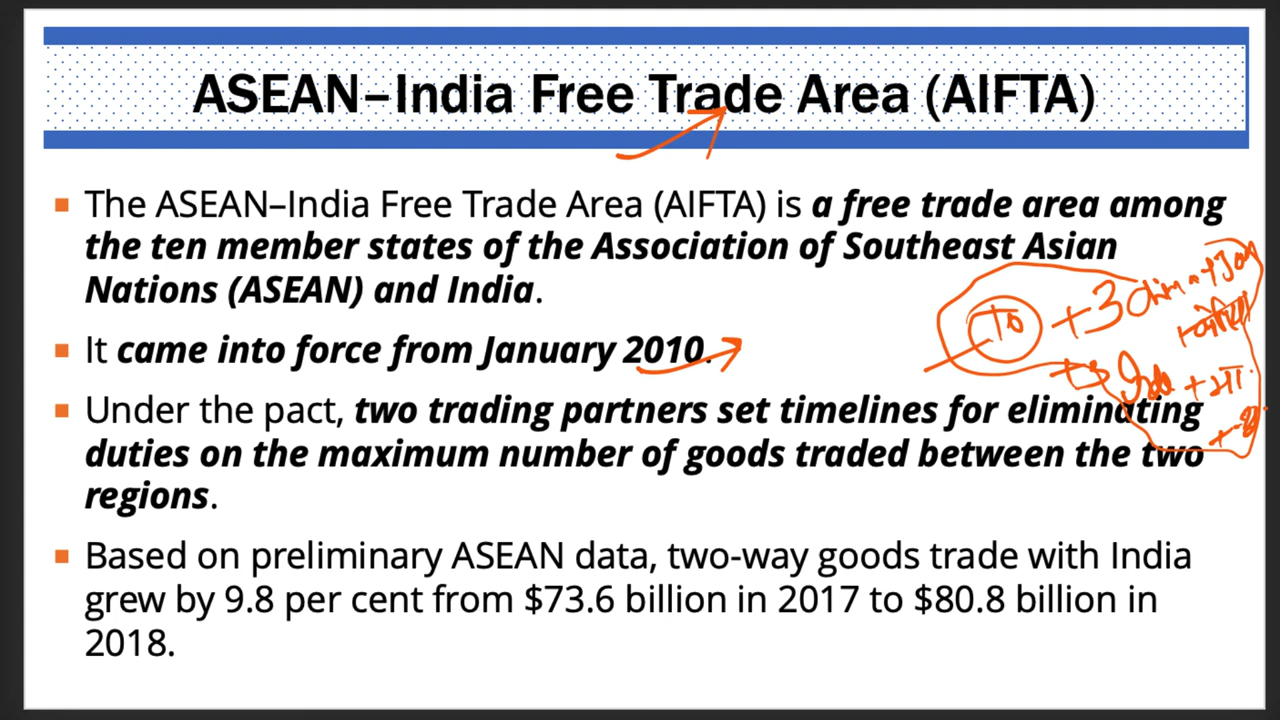 ASEAN–India Free Trade Area (AIFTA)
▪ The ASEAN–India Free Trade Area (AIFTA) is a free trade area among
the ten member states of the Association of Southeast Asian
Nations (ASEAN) and India.
▪ It came into force from January 2010.
▪ Under the pact, two trading partners set timelines for eliminating
duties on the maximum number of goods traded between the two
regions.
▪ Based on preliminary ASEAN data, two-way goods trade with India
grew by 9.8 per cent from $73.6 billion in 2017 to $80.8 billion in
2018.
10 +3
+3